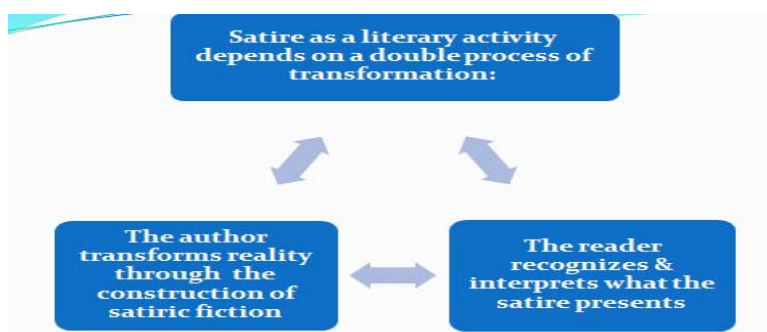 Satire as a literary activity
depends on a double process of
transformation:
The author
transforms reality
through the
construction of
satiric fiction
The reader
recognizes &
interprets what the
satire presents